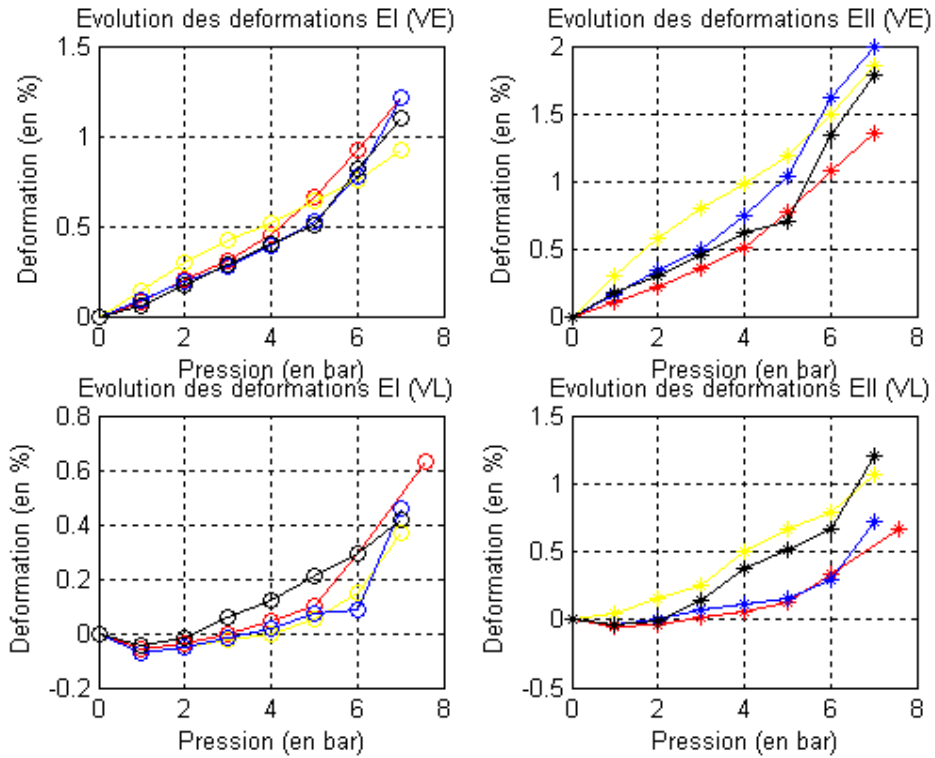 Evolution des deformations EI (VE)
Deformation (en %)
1.5
1
0.5
0
0 2 4 6 8
Pression (en bar)
Evolution des deformations EII (VE)
Deformation (en %)
2
1.5
1
0.5
0
0 2 4 6 8
Pression (en bar)
Evolution des deformations EI (VL)
Deformation (en %)
0.8
0.6
0.4
0.2
0
-0.2
0 2 4 6 8
Pression (en bar)
Evolution des deformations EII (VL)
Deformation (en %)
1.5
1
0.5
0
-0.5
0 2 4 6 8
Pression (en bar)